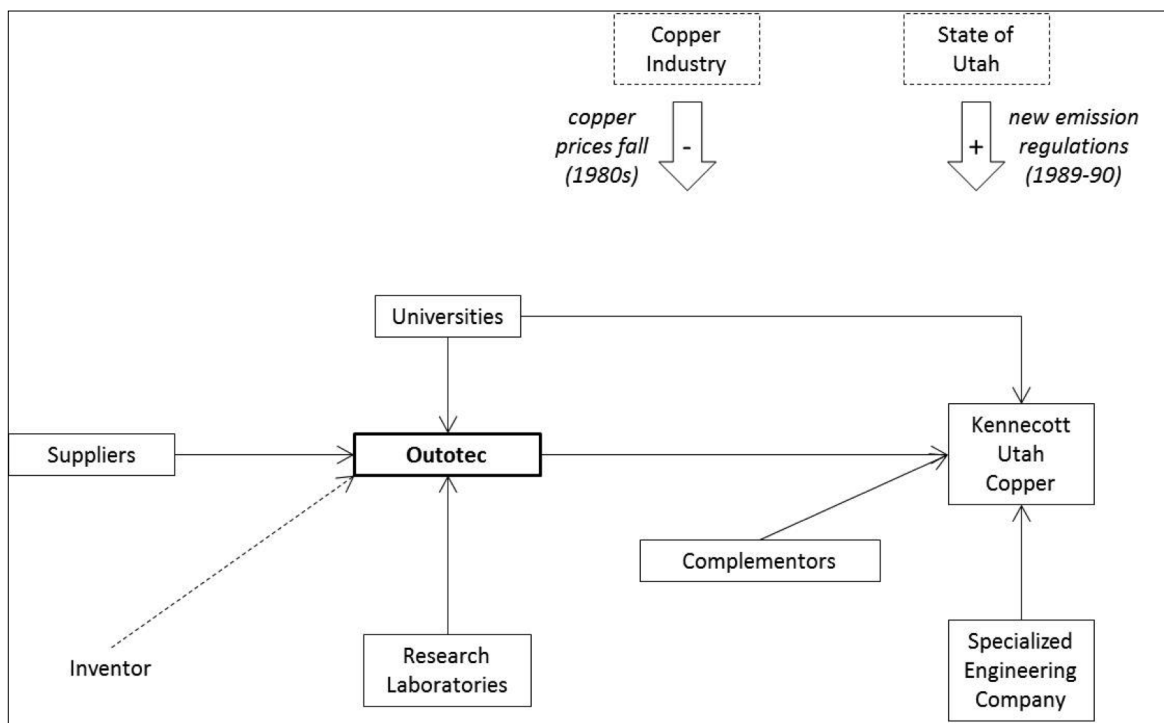 Copper
Industry
State of
Utah
copper
prices fall
(1980s)
-
+
new emission
regulations
(1989-90)
Universities
Suppliers
Outotec
Kennecott
Utah
Copper
Complementors
Inventor
Research
Laboratories
Specialized
Engineering
Company